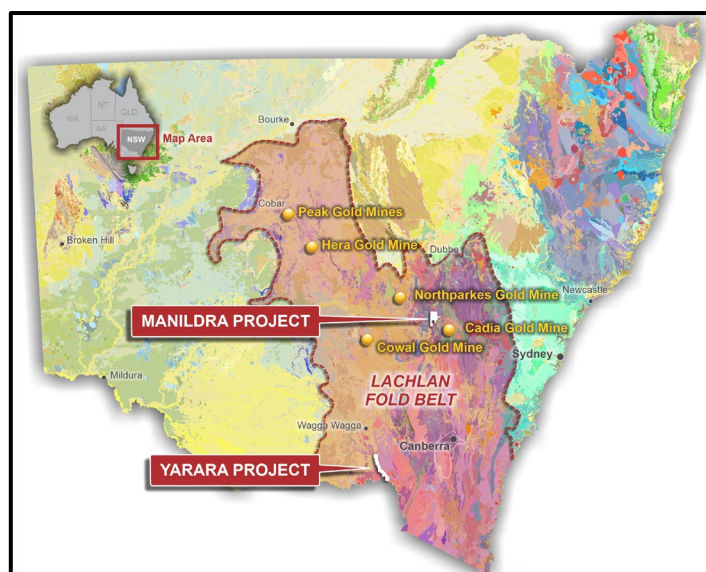 WA
NT
QLD
SA
NSW
Map Area
Bourke
Cobar
Peak Gold Mines
Broken Hill
Hera Gold Mine
Dubbo
Northparkes Gold Mine
Newcastle
MANILDRA PROJECT
Cadia Gold Mine
Cowal Gold Mine
Sydney
Mildura
LACHLAN
FOLD BELT
Wagga Wagga
Canberra
YARARA PROJECT